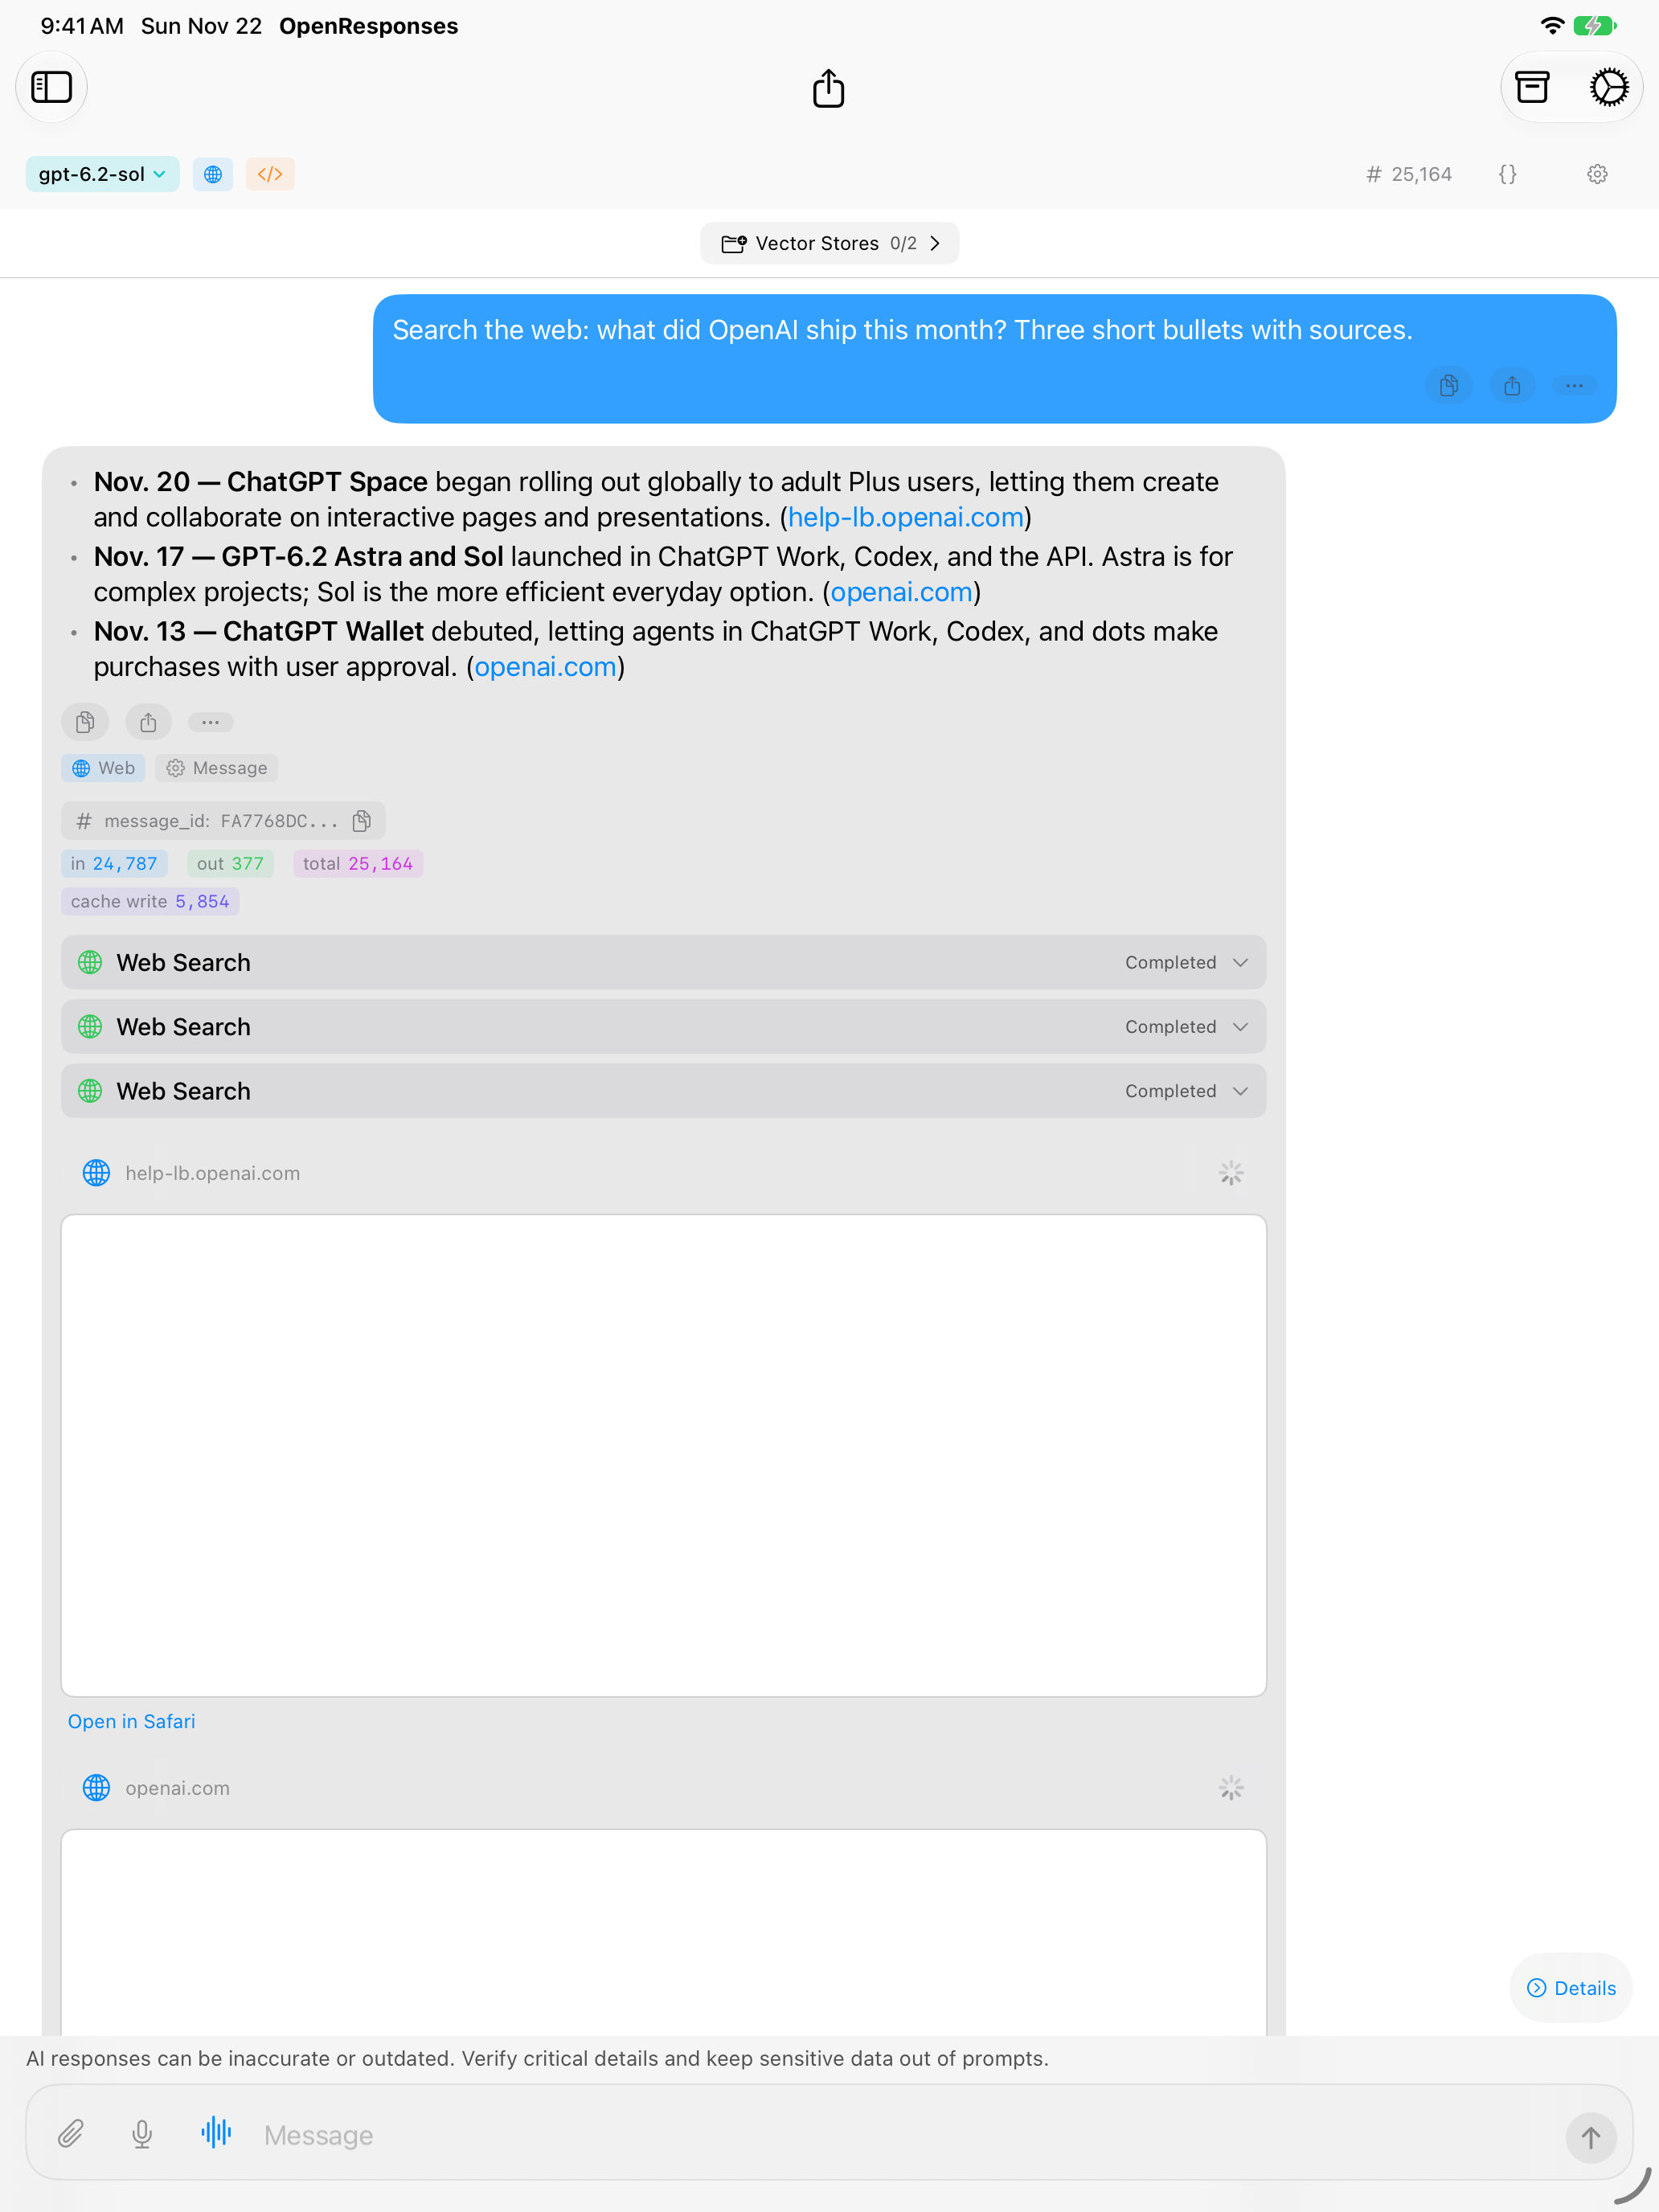 9:41 AM Sun Nov 22 OpenResponses
gpt-6.2-sol </> # 25,164 {}
Vector Stores 0/2
Search the web: what did OpenAI ship this month? Three short bullets with sources.
• Nov. 20 — ChatGPT Space began rolling out globally to adult Plus users, letting them create
and collaborate on interactive pages and presentations. (help-lb.openai.com)
• Nov. 17 — GPT-6.2 Astra and Sol launched in ChatGPT Work, Codex, and the API. Astra is for
complex projects; Sol is the more efficient everyday option. (openai.com)
• Nov. 13 — ChatGPT Wallet debuted, letting agents in ChatGPT Work, Codex, and dots make
purchases with user approval. (openai.com)
Web Message
# message_id: FA7768DC...
in 24,787 out 377 total 25,164
cache write 5,854
Web Search Completed
Web Search Completed
Web Search Completed
help-lb.openai.com
Open in Safari
openai.com
Details
AI responses can be inaccurate or outdated. Verify critical details and keep sensitive data out of prompts.
Message